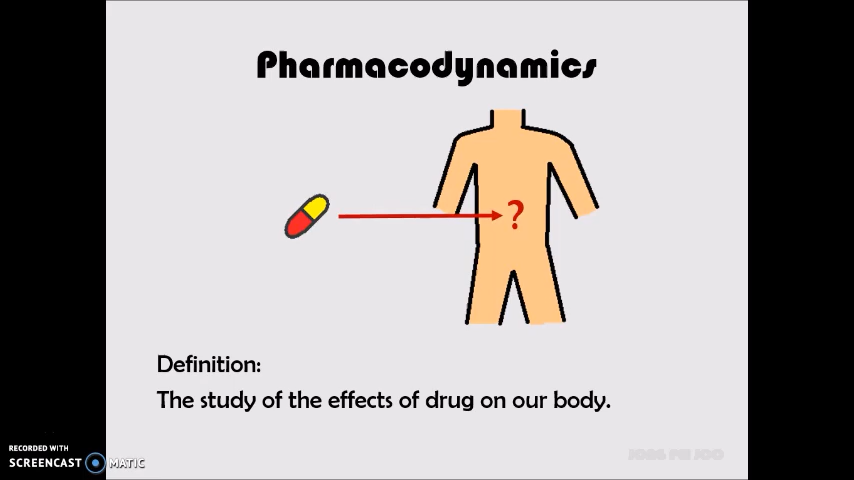 Pharmacodynamics
?
Definition:
The study of the effects of drug on our body.
RECORDED WITH
SCREENCAST MATIC